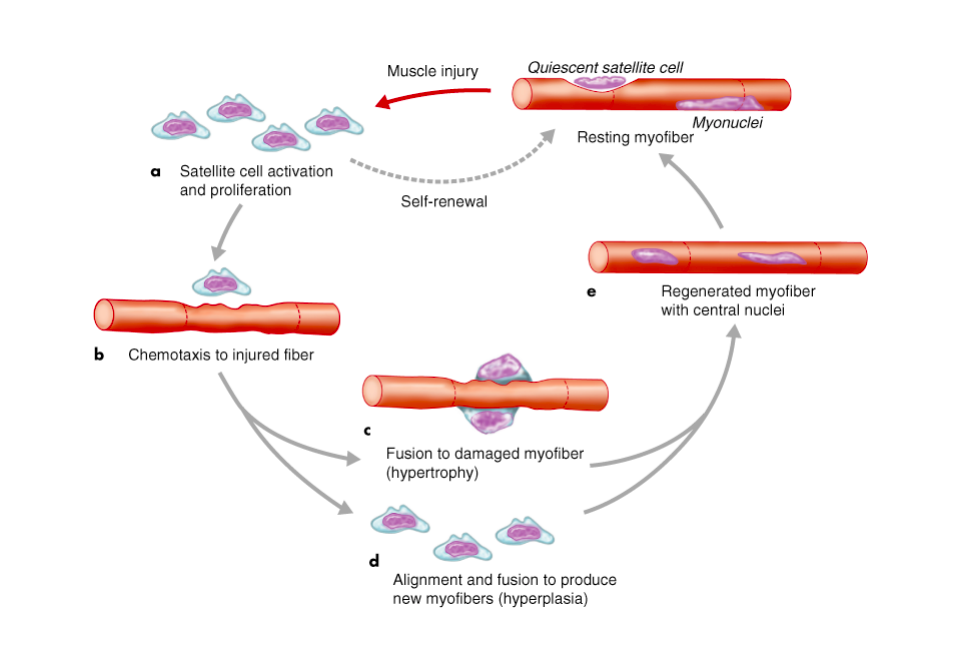 Quiescent satellite cell
Muscle injury
Myonuclei
Resting myofiber
a Satellite cell activation
and proliferation
Self-renewal
e Regenerated myofiber
with central nuclei
b Chemotaxis to injured fiber
c
Fusion to damaged myofiber
(hypertrophy)
d
Alignment and fusion to produce
new myofibers (hyperplasia)